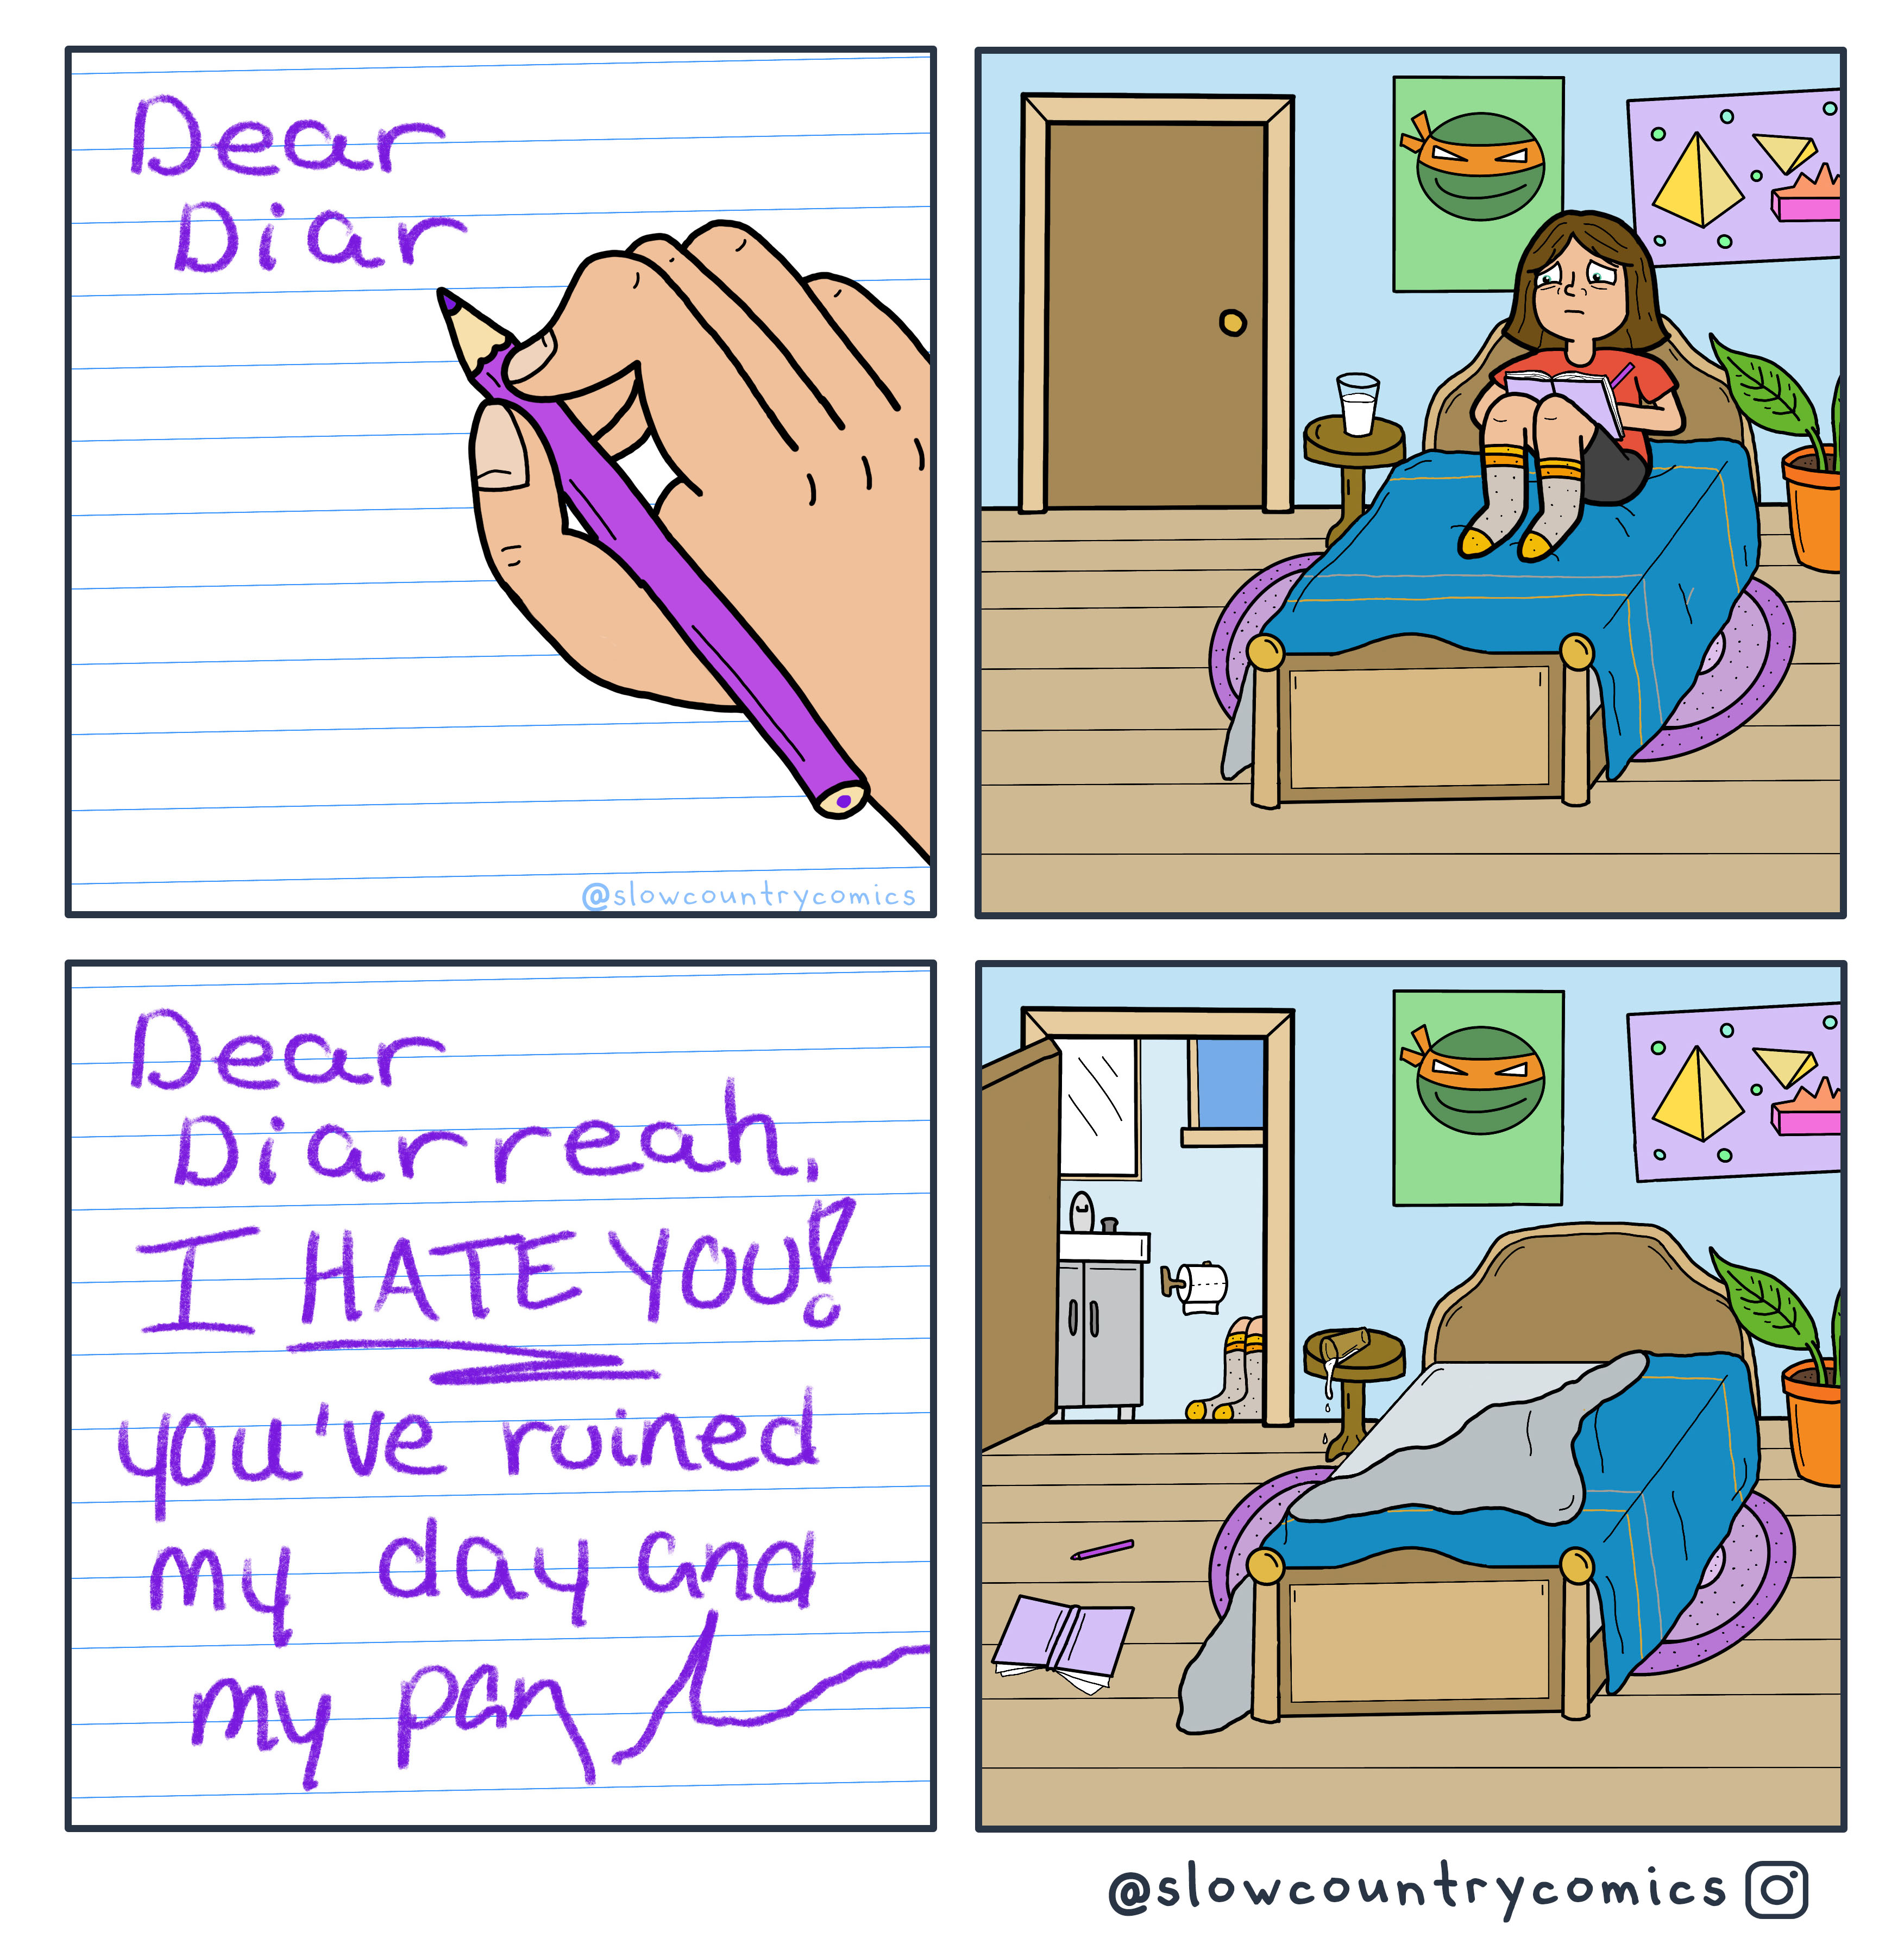 Dear
Diar
@slowcountrycomics
Dear
Diarreah,
I HATE YOU!
you've ruined
my day and
my pan
@slowcountrycomics